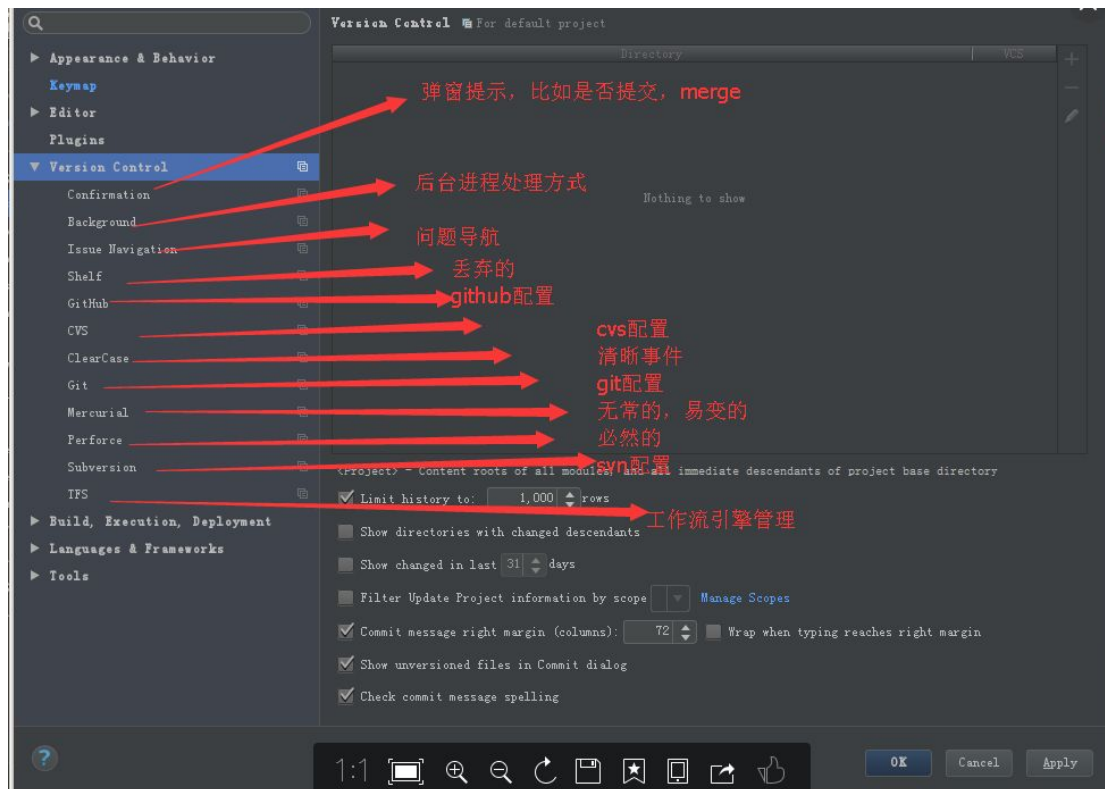 Version Control For default project
Appearance & Behavior
Keymap
Editor
Plugins
Version Control
Confirmation
Background
Issue Navigation
Shelf
GitHub
CVS
ClearCase
Git
Mercurial
Perforce
Subversion
TFS
Build, Execution, Deployment
Languages & Frameworks
Tools
Directory VCS
弹窗提示，比如是否提交，merge
后台进程处理方式
Nothing to show
问题导航
丢弃的
github配置
cvs配置
清晰事件
git配置
无常的，易变的
必然的
svn配置
<Project> - Content roots of all modules, and all immediate descendants of project base directory
Limit history to: 1,000 rows
工作流引擎管理
Show directories with changed descendants
Show changed in last 31 days
Filter Update Project information by scope Manage Scopes
Commit message right margin (columns): 72 Wrap when typing reaches right margin
Show unversioned files in Commit dialog
Check commit message spelling
?
1:1
OK Cancel Apply